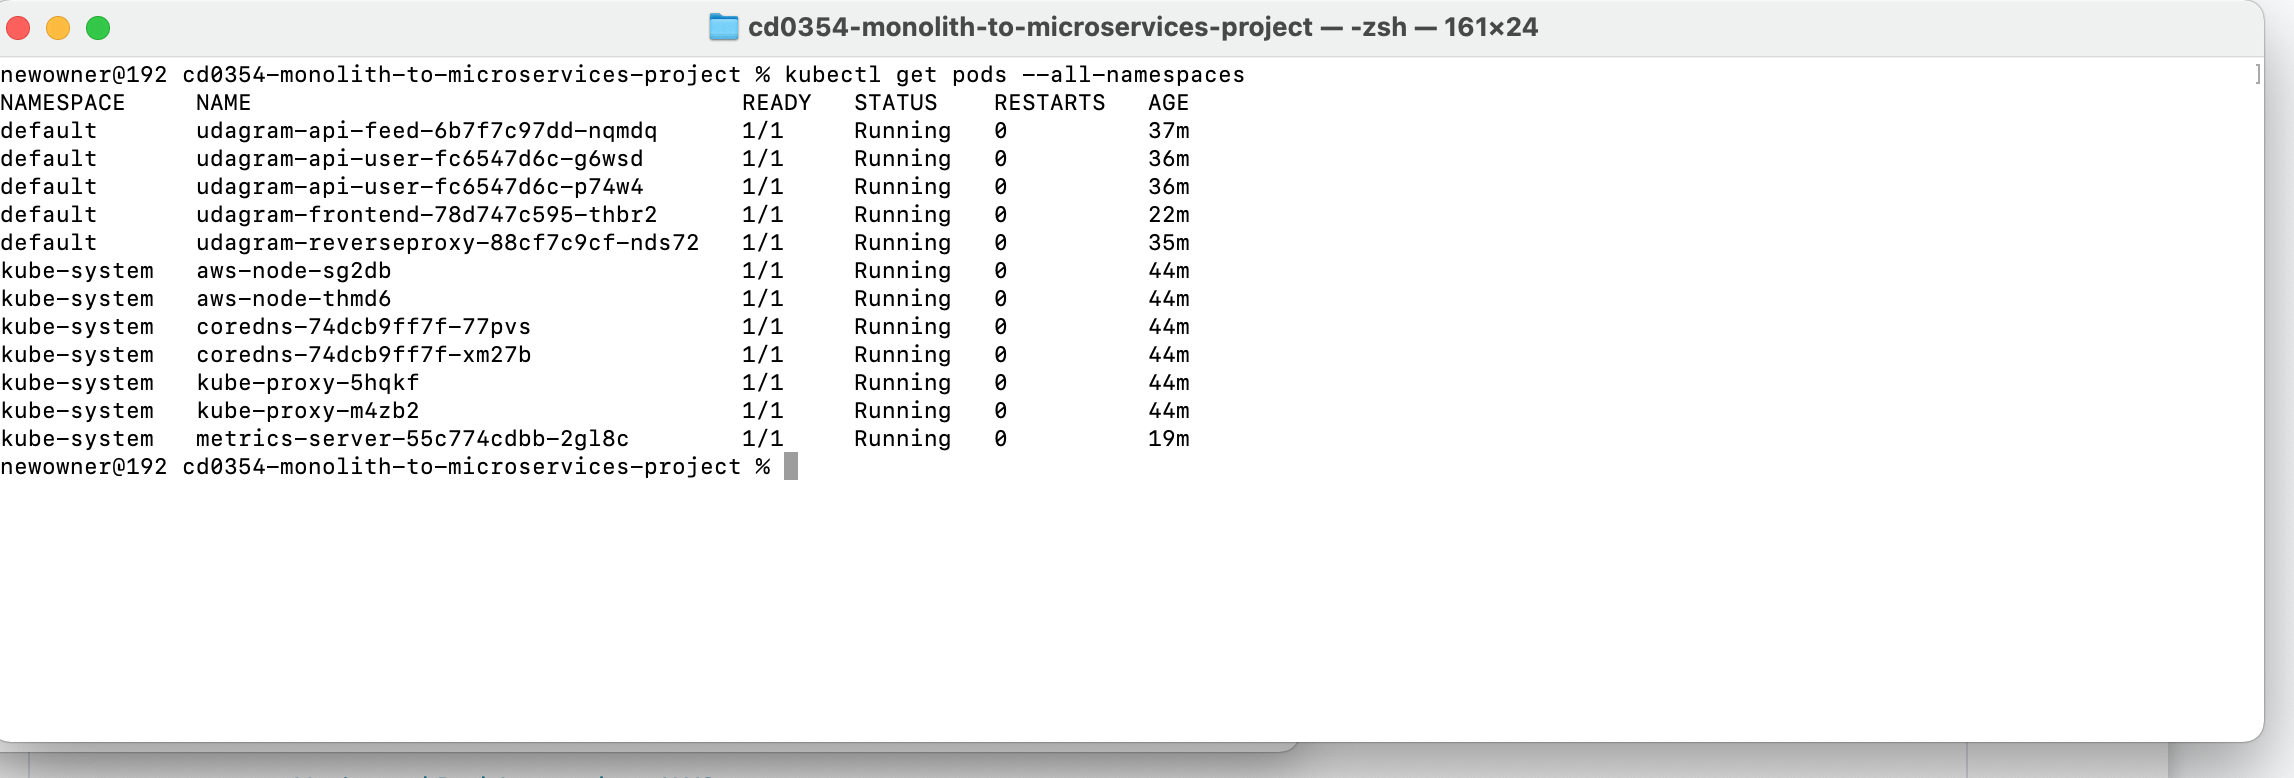 cd0354-monolith-to-microservices-project — -zsh — 161×24
newowner@192 cd0354-monolith-to-microservices-project % kubectl get pods --all-namespaces ]
NAMESPACE NAME READY STATUS RESTARTS AGE
default udagram-api-feed-6b7f7c97dd-nqmdq 1/1 Running 0 37m
default udagram-api-user-fc6547d6c-g6wsd 1/1 Running 0 36m
default udagram-api-user-fc6547d6c-p74w4 1/1 Running 0 36m
default udagram-frontend-78d747c595-thbr2 1/1 Running 0 22m
default udagram-reverseproxy-88cf7c9cf-nds72 1/1 Running 0 35m
kube-system aws-node-sg2db 1/1 Running 0 44m
kube-system aws-node-thmd6 1/1 Running 0 44m
kube-system coredns-74dcb9ff7f-77pvs 1/1 Running 0 44m
kube-system coredns-74dcb9ff7f-xm27b 1/1 Running 0 44m
kube-system kube-proxy-5hqkf 1/1 Running 0 44m
kube-system kube-proxy-m4zb2 1/1 Running 0 44m
kube-system metrics-server-55c774cdbb-2gl8c 1/1 Running 0 19m
newowner@192 cd0354-monolith-to-microservices-project %